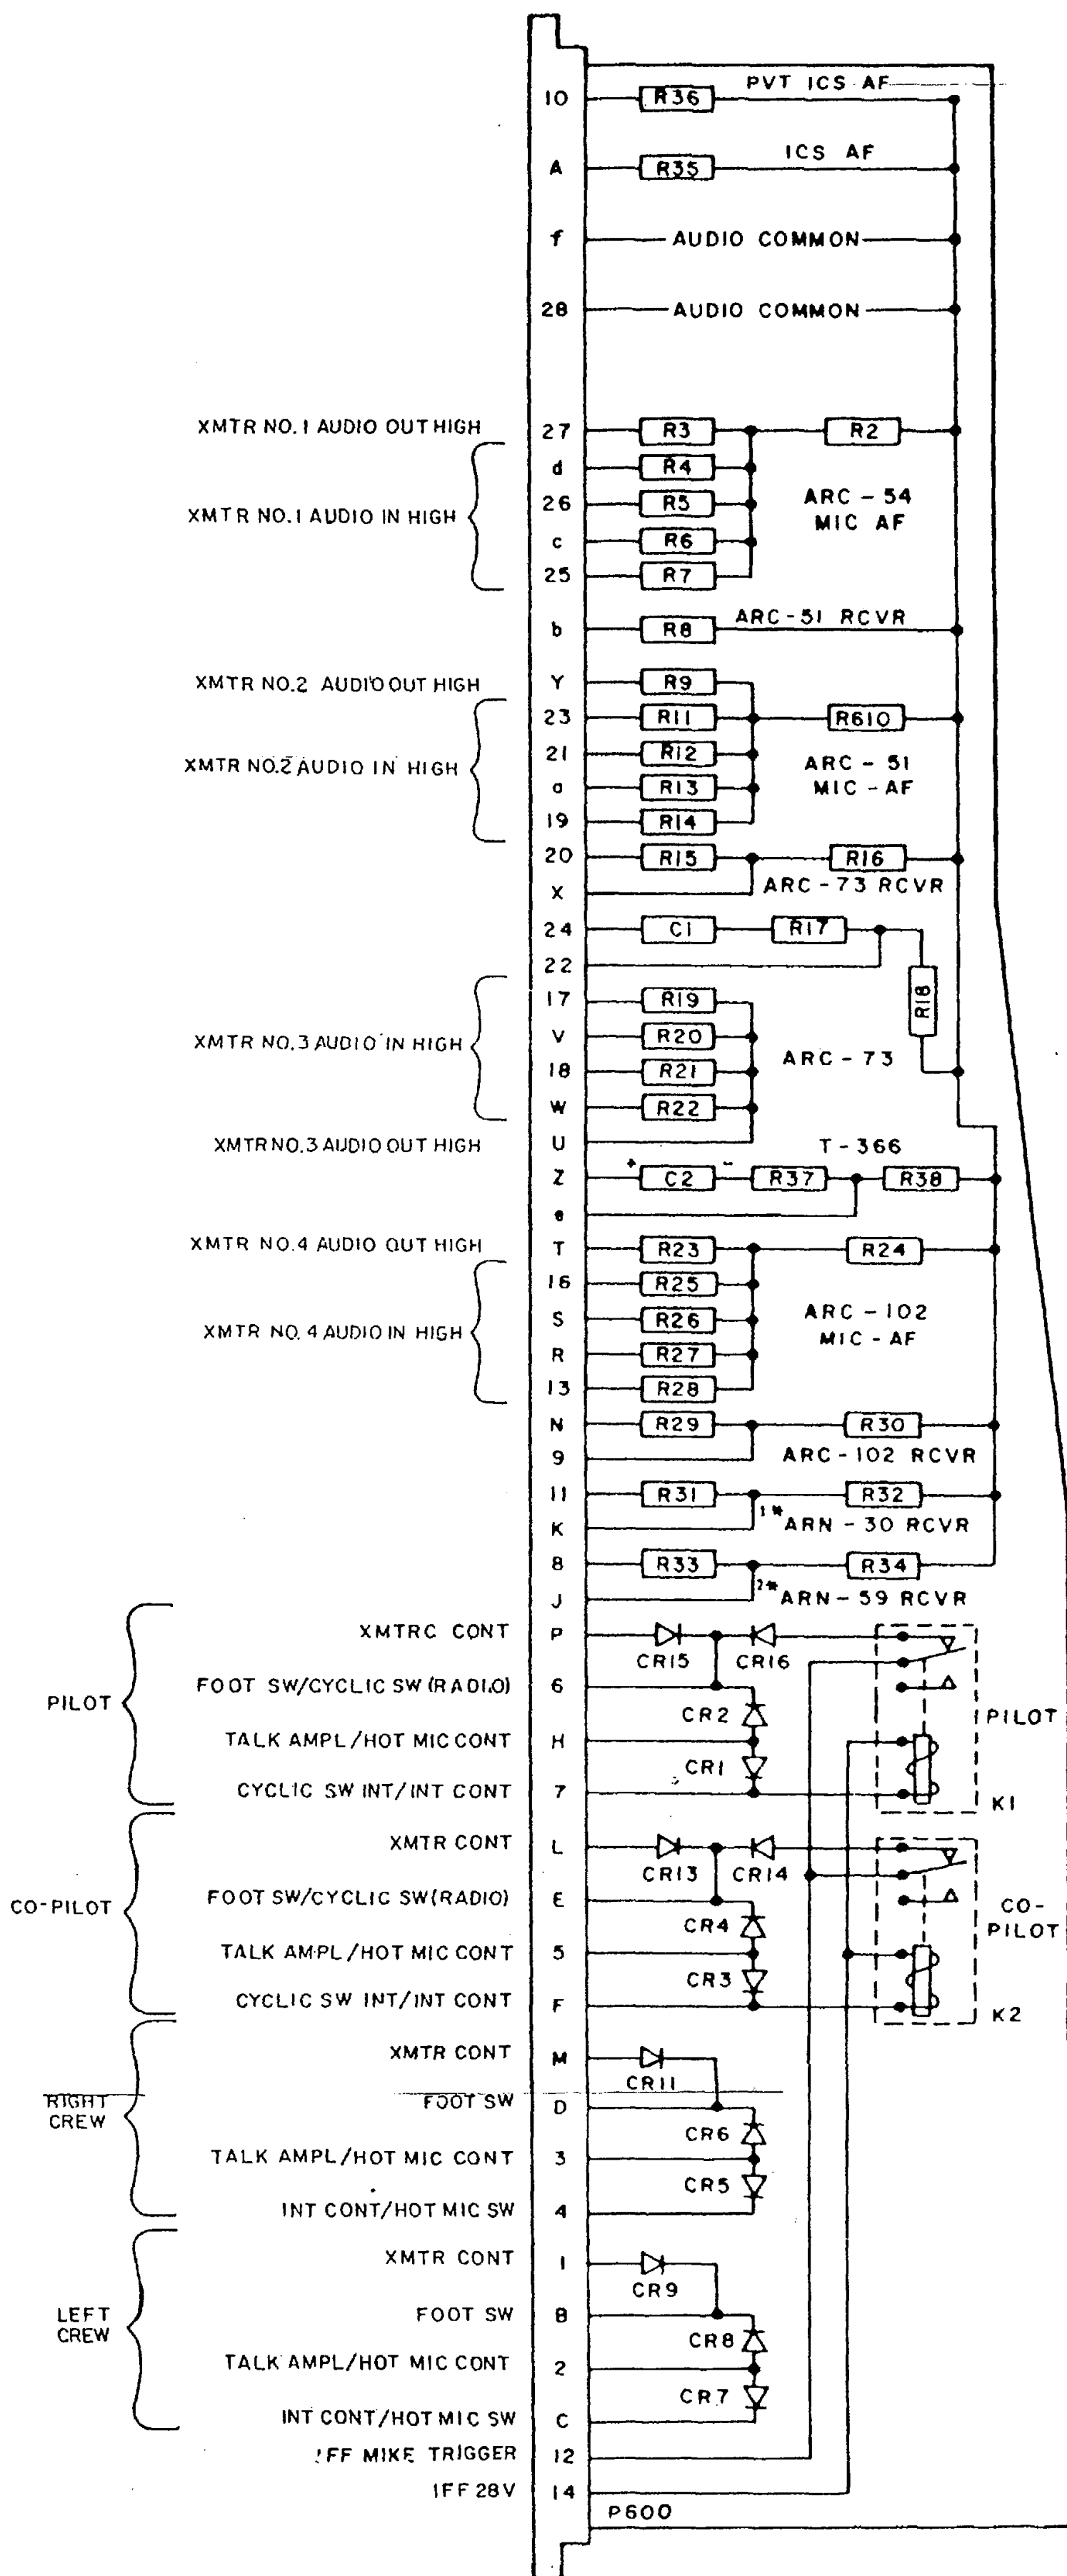 10 R36 PVT ICS AF
A R35 ICS AF
f AUDIO COMMON
28 AUDIO COMMON
XMTR NO. 1 AUDIO OUT HIGH 27 R3 R2
d R4
ARC-54
XMTR NO. 1 AUDIO IN HIGH 26 R5
MIC AF
c R6
25 R7
b R8 ARC-51 RCVR
XMTR NO.2 AUDIO OUT HIGH Y R9
23 R11 R610
XMTR NO.2 AUDIO IN HIGH 21 R12 ARC-51
a R13 MIC-AF
19 R14
20 R15 R16
X ARC-73 RCVR
24 C1 R17
22
R18
17 R19
XMTR NO. 3 AUDIO IN HIGH V R20
18 R21 ARC-73
W R22
XMTR NO. 3 AUDIO OUT HIGH U
T-366
Z + C2 - R37 R38
e
XMTR NO. 4 AUDIO OUT HIGH T R23 R24
16 R25
XMTR NO. 4 AUDIO IN HIGH S R26 ARC-102
R R27 MIC-AF
13 R28
N R29 R30
9 ARC-102 RCVR
11 R31 R32
K 1* ARN-30 RCVR
8 R33 R34
J 2* ARN-59 RCVR
XMTRC CONT P CR15 CR16
PILOT
FOOT SW/CYCLIC SW (RADIO) 6 CR2
PILOT
TALK AMPL/HOT MIC CONT H CR1
CYCLIC SW INT/INT CONT 7
K1
XMTR CONT L CR13 CR14
CO-PILOT
FOOT SW/CYCLIC SW (RADIO) E CR4
CO-
PILOT
TALK AMPL/HOT MIC CONT 5 CR3
CYCLIC SW INT/INT CONT F
K2
XMTR CONT M CR11
RIGHT
CREW
FOOT SW D CR6
TALK AMPL/HOT MIC CONT 3 CR5
INT CONT/HOT MIC SW 4
XMTR CONT 1 CR9
LEFT
CREW
FOOT SW B CR8
TALK AMPL/HOT MIC CONT 2 CR7
INT CONT/HOT MIC SW C
IFF MIKE TRIGGER 12
IFF 28V 14
P600